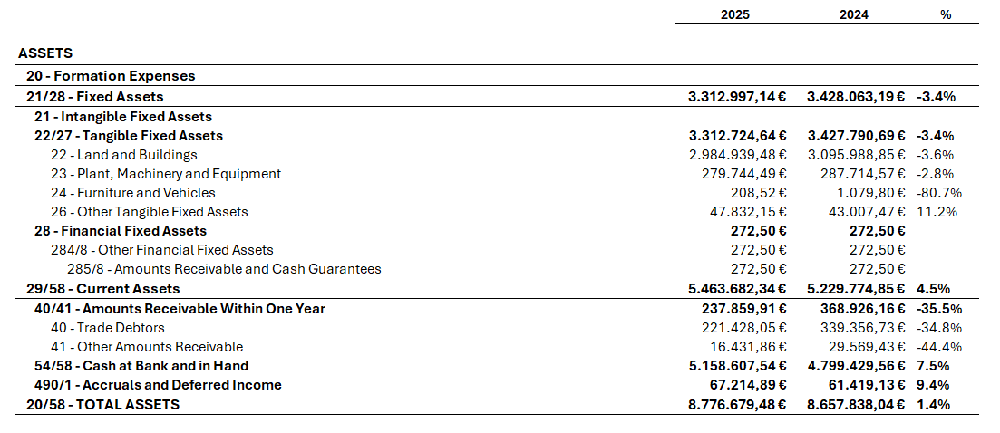 2025 2024 %
ASSETS
20 - Formation Expenses
21/28 - Fixed Assets 3.312.997,14 € 3.428.063,19 € -3.4%
21 - Intangible Fixed Assets
22/27 - Tangible Fixed Assets 3.312.724,64 € 3.427.790,69 € -3.4%
22 - Land and Buildings 2.984.939,48 € 3.095.988,85 € -3.6%
23 - Plant, Machinery and Equipment 279.744,49 € 287.714,57 € -2.8%
24 - Furniture and Vehicles 208,52 € 1.079,80 € -80.7%
26 - Other Tangible Fixed Assets 47.832,15 € 43.007,47 € 11.2%
28 - Financial Fixed Assets 272,50 € 272,50 €
284/8 - Other Financial Fixed Assets 272,50 € 272,50 €
285/8 - Amounts Receivable and Cash Guarantees 272,50 € 272,50 €
29/58 - Current Assets 5.463.682,34 € 5.229.774,85 € 4.5%
40/41 - Amounts Receivable Within One Year 237.859,91 € 368.926,16 € -35.5%
40 - Trade Debtors 221.428,05 € 339.356,73 € -34.8%
41 - Other Amounts Receivable 16.431,86 € 29.569,43 € -44.4%
54/58 - Cash at Bank and in Hand 5.158.607,54 € 4.799.429,56 € 7.5%
490/1 - Accruals and Deferred Income 67.214,89 € 61.419,13 € 9.4%
20/58 - TOTAL ASSETS 8.776.679,48 € 8.657.838,04 € 1.4%